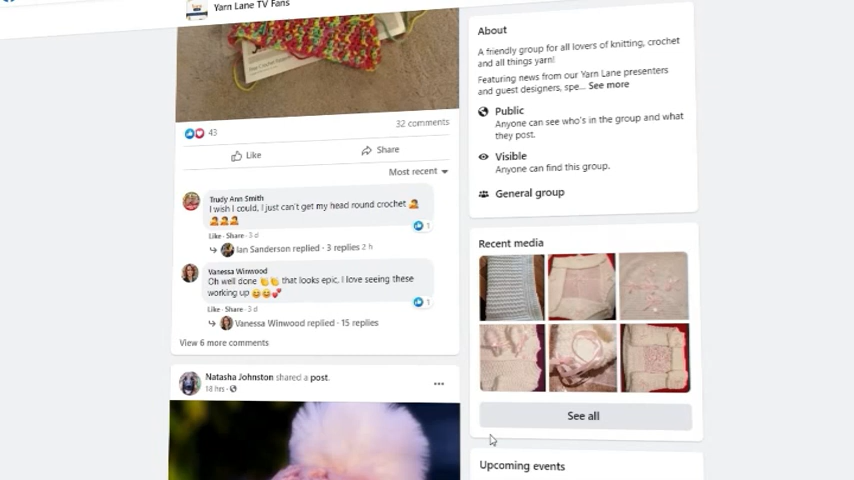 Yarn Lane TV Fans
43
32 comments
Like
Share
Most recent
Trudy Ann Smith
I wish I could, I just can't get my head round crochet 🤦
🤦🤦🤦
1
Like · Share · 3 d
Ian Sanderson replied · 3 replies 2 h
Vanessa Winwood
Oh well done 👏👏 that looks epic, I love seeing these
working up 😄😄💕
1
Like · Share · 3 d
Vanessa Winwood replied · 15 replies
View 6 more comments
Natasha Johnston shared a post.
18 hrs ·
About
A friendly group for all lovers of knitting, crochet
and all things yarn!
Featuring news from our Yarn Lane presenters
and guest designers, spe... See more
Public
Anyone can see who's in the group and what
they post.
Visible
Anyone can find this group.
General group
Recent media
See all
Upcoming events